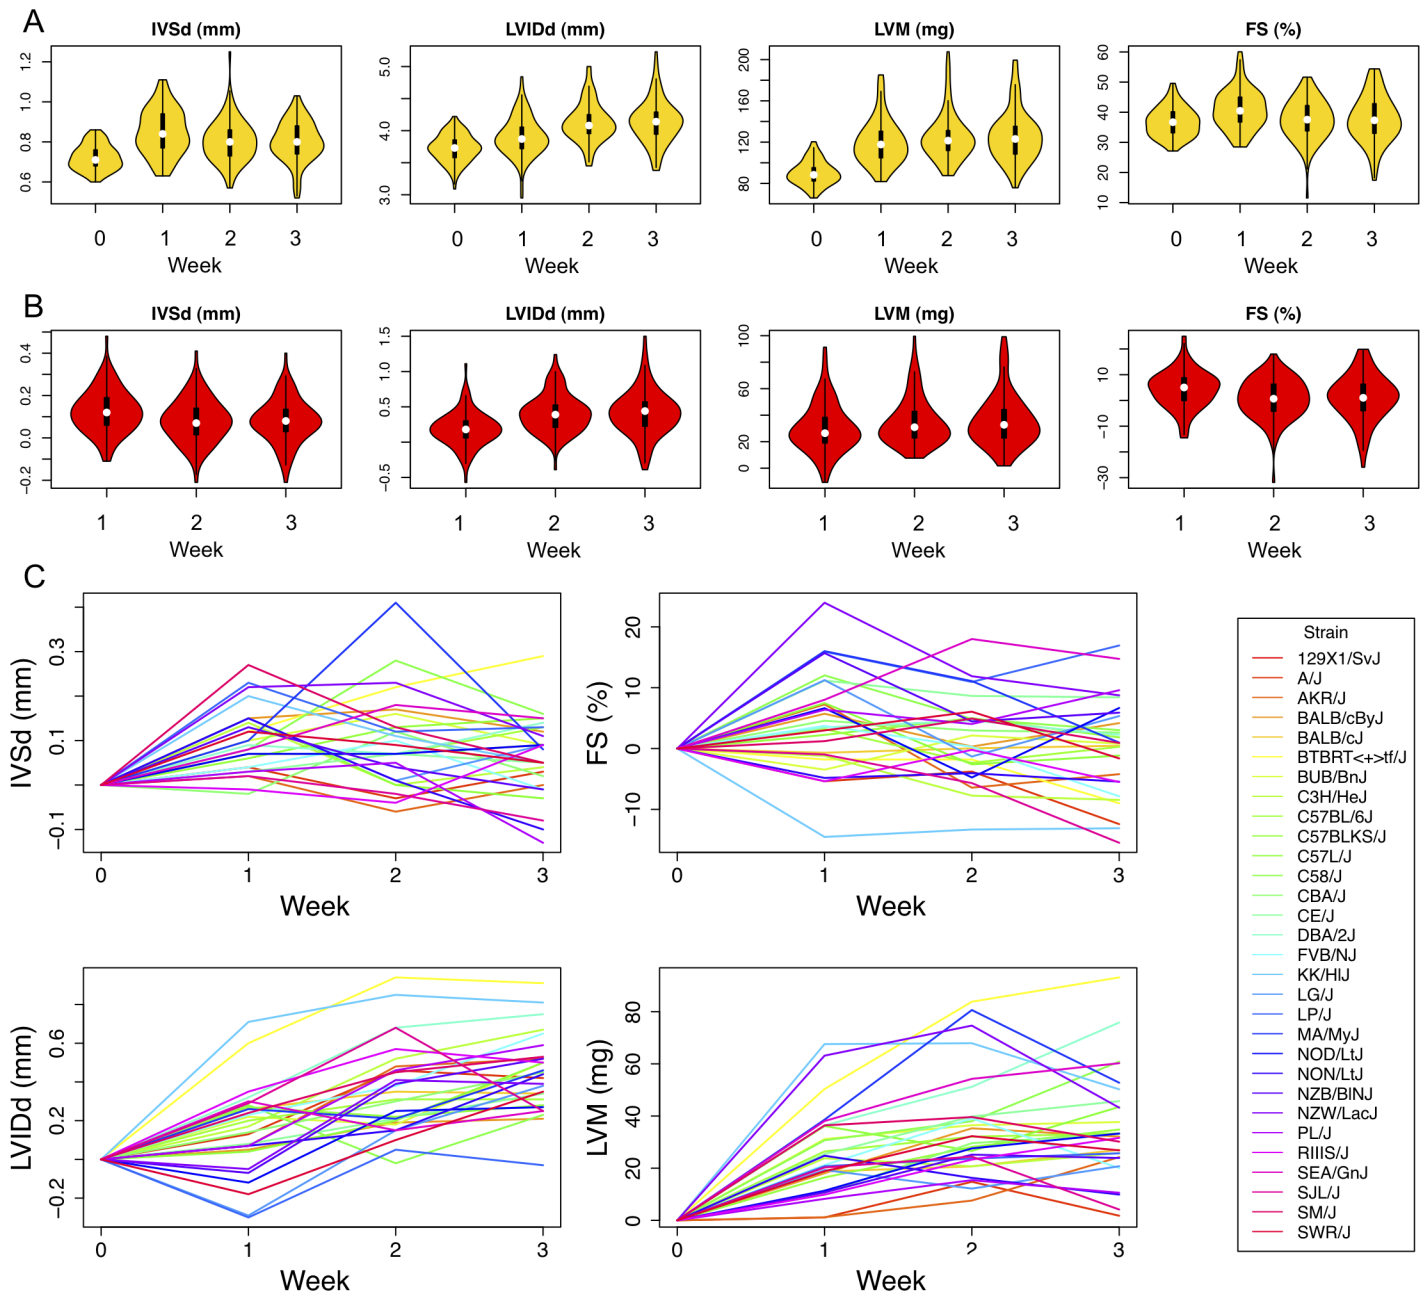 A
IVSd (mm)
LVIDd (mm)
LVM (mg)
FS (%)
0.6 0.8 1.0 1.2
3.0 4.0 5.0
80 120 160 200
10 20 30 40 50 60
0 1 2 3
0 1 2 3
0 1 2 3
0 1 2 3
Week
Week
Week
Week
B
IVSd (mm)
LVIDd (mm)
LVM (mg)
FS (%)
−0.2 0.0 0.2 0.4
−0.5 0.5 1.0 1.5
0 20 60 100
−30 −10 10
1 2 3
1 2 3
1 2 3
1 2 3
Week
Week
Week
Week
C
IVSd (mm)
−0.1 0.1 0.3
0 1 2 3
Week
FS (%)
−10 0 10 20
0 1 2 3
Week
LVIDd (mm)
−0.2 0.2 0.6
0 1 2 3
Week
LVM (mg)
0 20 40 60 80
0 1 2 3
Week
Strain
129X1/SvJ
A/J
AKR/J
BALB/cByJ
BALB/cJ
BTBRT<+>tf/J
BUB/BnJ
C3H/HeJ
C57BL/6J
C57BLKS/J
C57L/J
C58/J
CBA/J
CE/J
DBA/2J
FVB/NJ
KK/HlJ
LG/J
LP/J
MA/MyJ
NOD/LtJ
NON/LtJ
NZB/BlNJ
NZW/LacJ
PL/J
RIIIS/J
SEA/GnJ
SJL/J
SM/J
SWR/J